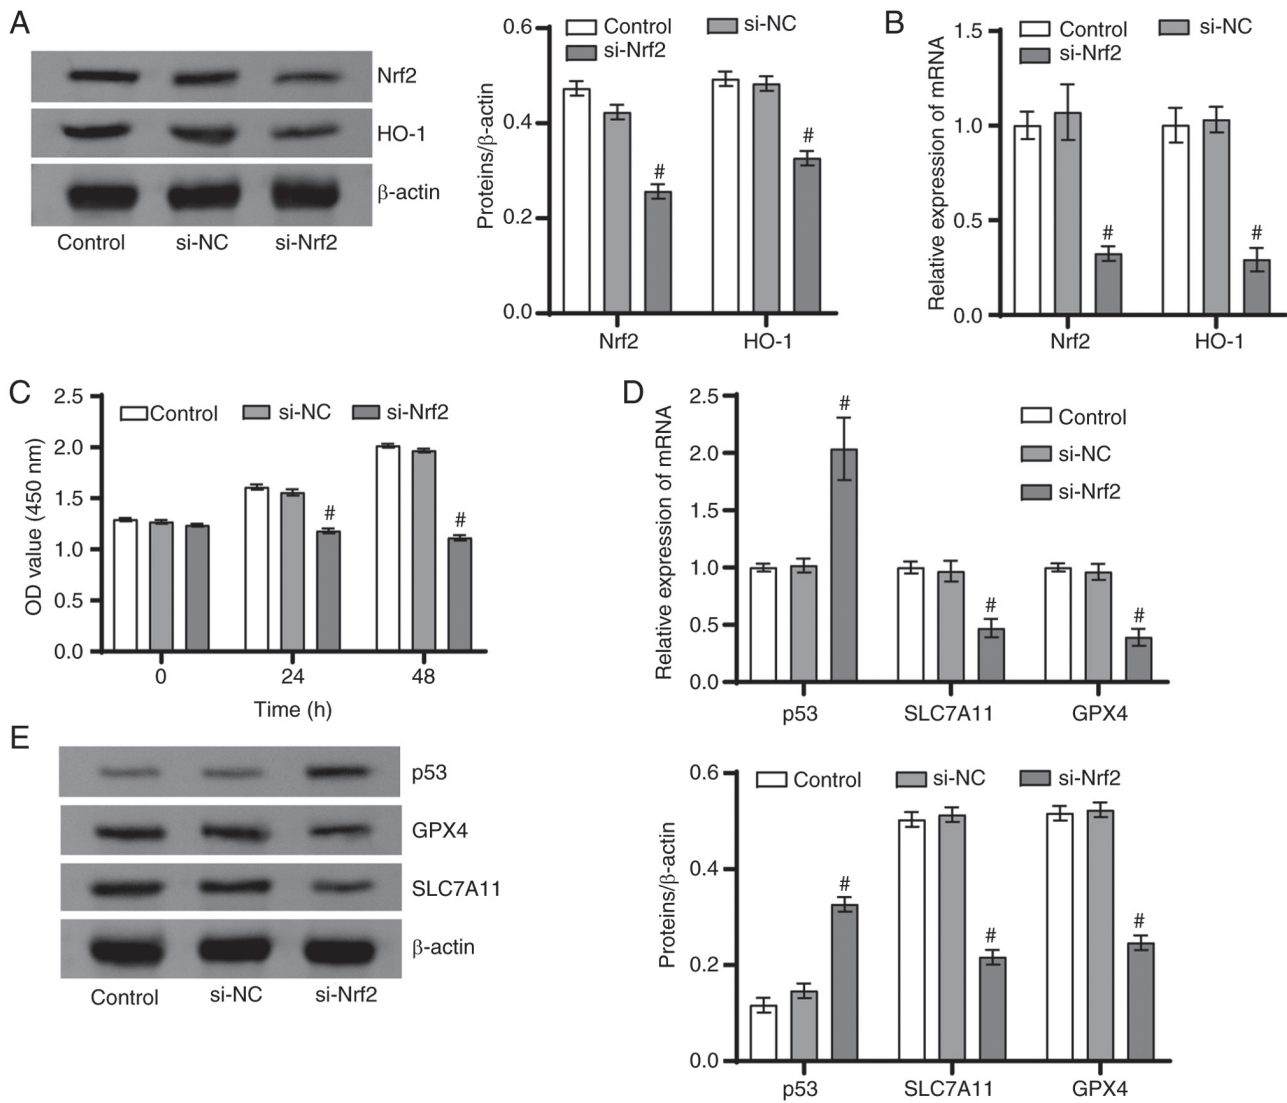 A
Nrf2
HO-1
β-actin
Control si-NC si-Nrf2
Proteins/β-actin
0.6
0.4
0.2
0.0
Control si-NC
si-Nrf2
#
#
Nrf2 HO-1
B
Relative expression of mRNA
1.5
1.0
0.5
0.0
Control si-NC
si-Nrf2
#
#
Nrf2 HO-1
C
OD value (450 nm)
2.5
2.0
1.5
1.0
0.5
0.0
Control si-NC si-Nrf2
#
#
0 24 48
Time (h)
D
Relative expression of mRNA
2.5
2.0
1.5
1.0
0.5
0.0
Control
si-NC
si-Nrf2
#
#
#
p53 SLC7A11 GPX4
E
p53
GPX4
SLC7A11
β-actin
Control si-NC si-Nrf2
Proteins/β-actin
0.6
0.4
0.2
0.0
Control si-NC si-Nrf2
#
#
#
p53 SLC7A11 GPX4